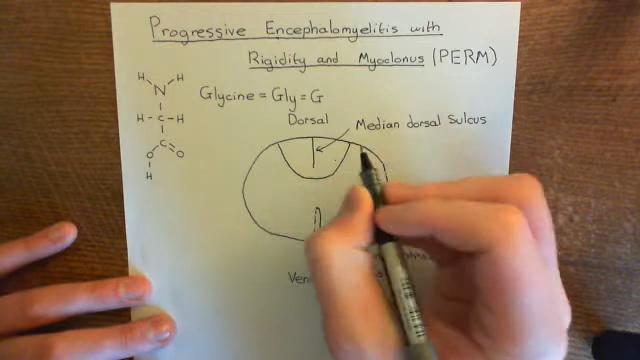 Progressive Encephalomyelitis with
Rigidity and Myoclonus (PERM)
H H
N
Glycine = Gly = G
H - C - H
Dorsal
Median dorsal Sulcus
C
O O
H